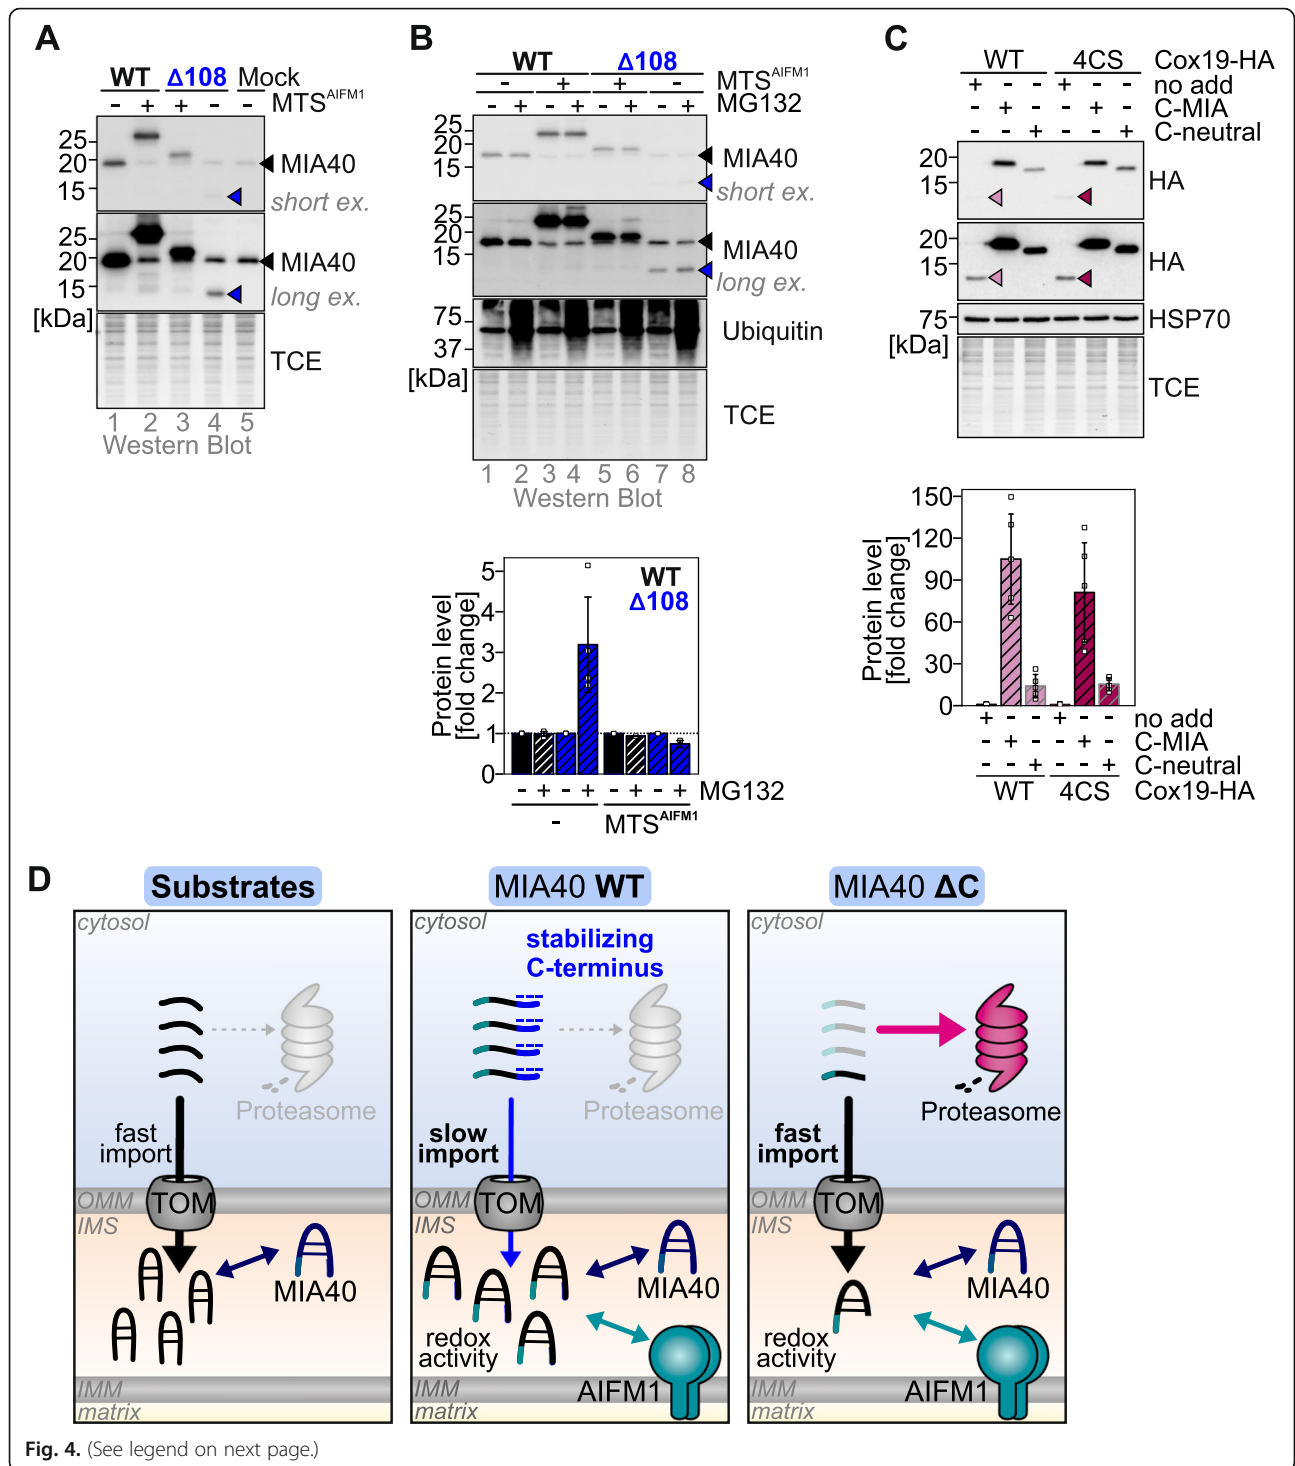 A
WT Δ108 Mock
- + + - - MTS^AIFM1
25
20
15
MIA40
short ex.
25
20
15
MIA40
long ex.
[kDa]
TCE
1 2 3 4 5
Western Blot
B
WT Δ108
- + + - MTS^AIFM1
- + - + - + - + MG132
25
20
15
MIA40
short ex.
25
20
15
MIA40
long ex.
75
37
Ubiquitin
[kDa]
TCE
1 2 3 4 5 6 7 8
Western Blot
Protein level
[fold change]
5
4
3
2
1
0
WT
Δ108
- + - + - + - + MG132
- MTS^AIFM1
C
WT 4CS Cox19-HA
+ - - + - - no add
- + - - + - C-MIA
- - + - - + C-neutral
20
15
HA
20
15
HA
75
HSP70
[kDa]
TCE
Protein level
[fold change]
150
120
90
60
30
0
+ - - + - - no add
- + - - + - C-MIA
- - + - - + C-neutral
WT 4CS Cox19-HA
D
Substrates
cytosol
Proteasome
fast
import
OMM
TOM
IMS
MIA40
IMM
matrix
MIA40 WT
cytosol
stabilizing
C-terminus
Proteasome
slow
import
OMM
TOM
IMS
MIA40
redox
activity
AIFM1
IMM
matrix
MIA40 ΔC
cytosol
Proteasome
fast
import
OMM
TOM
IMS
MIA40
redox
activity
AIFM1
IMM
matrix
Fig. 4. (See legend on next page.)